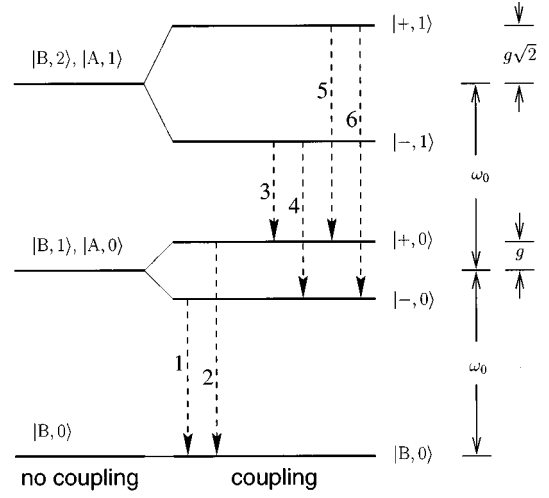 |+, 1⟩
g√2
|B, 2⟩, |A, 1⟩
5
6
|−, 1⟩
ω₀
3
4
|B, 1⟩, |A, 0⟩
|+, 0⟩
g
|−, 0⟩
1
2
ω₀
|B, 0⟩
|B, 0⟩
no coupling
coupling